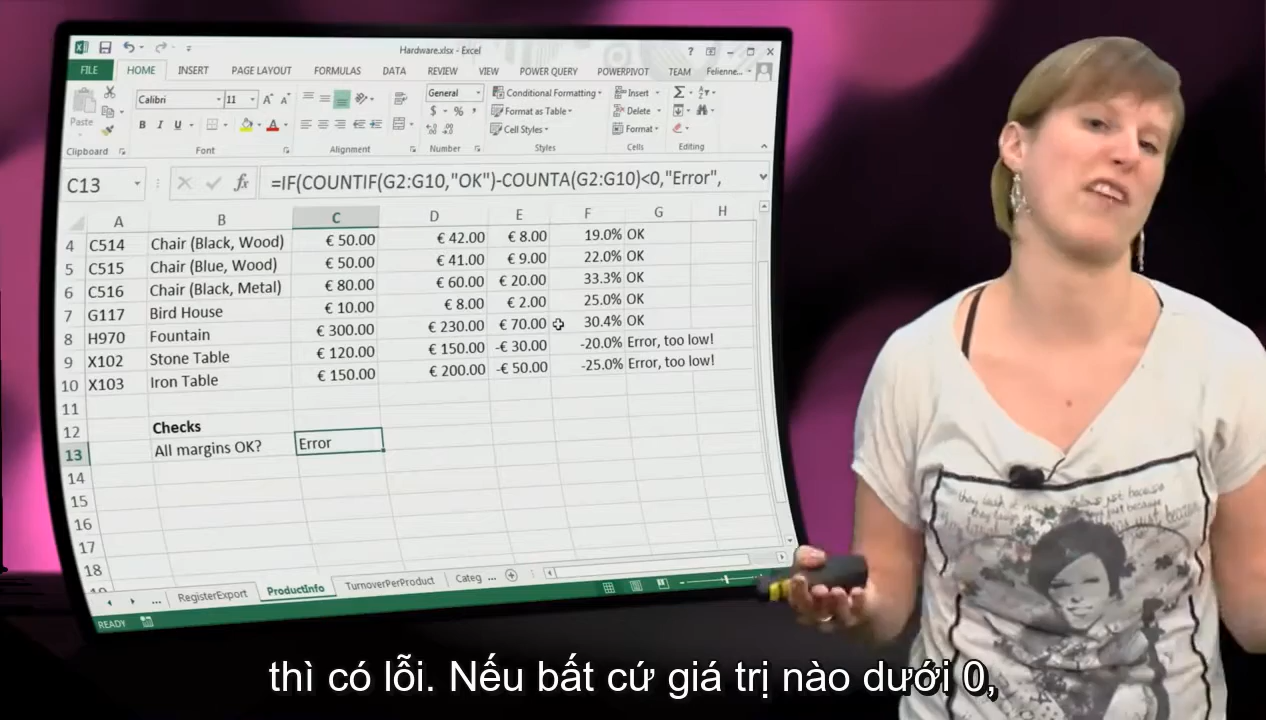 Hardware.xlsx - Excel
FILE HOME INSERT PAGE LAYOUT FORMULAS DATA REVIEW VIEW POWER QUERY POWERPIVOT TEAM Felienne...
Paste
Calibri 11
B I U
General
$ %
Conditional Formatting
Format as Table
Cell Styles
Insert
Delete
Format
Clipboard Font Alignment Number Styles Cells Editing
C13 fx =IF(COUNTIF(G2:G10,"OK")-COUNTA(G2:G10)<0,"Error",
A B C D E F G H
4 C514 Chair (Black, Wood) € 50.00 € 42.00 € 8.00 19.0% OK
5 C515 Chair (Blue, Wood) € 50.00 € 41.00 € 9.00 22.0% OK
6 C516 Chair (Black, Metal) € 80.00 € 60.00 € 20.00 33.3% OK
7 G117 Bird House € 10.00 € 8.00 € 2.00 25.0% OK
8 H970 Fountain € 300.00 € 230.00 € 70.00 30.4% OK
9 X102 Stone Table € 120.00 € 150.00 -€ 30.00 -20.0% Error, too low!
10 X103 Iron Table € 150.00 € 200.00 -€ 50.00 -25.0% Error, too low!
11
12 Checks
13 All margins OK? Error
14
15
16
17
18
... RegisterExport ProductInfo TurnoverPerProduct Categ ...
READY
thì có lỗi. Nếu bất cứ giá trị nào dưới 0,